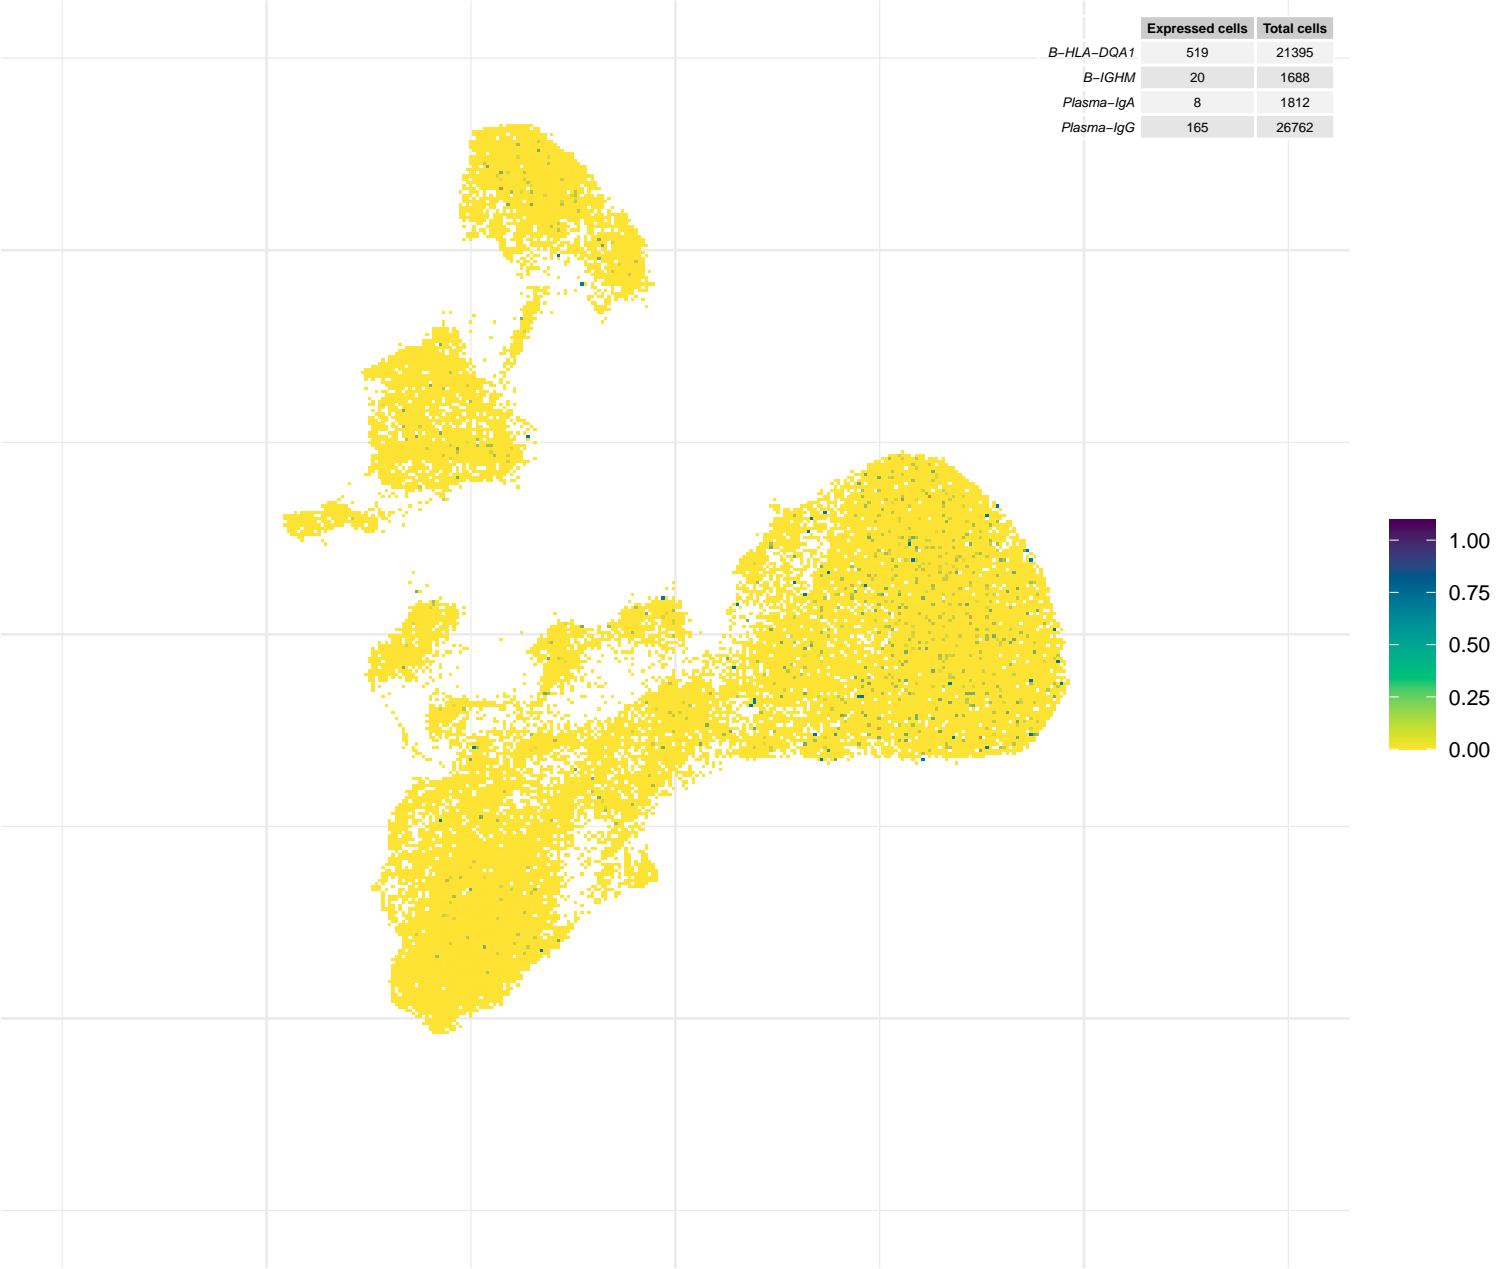 Expressed cells Total cells
B−HLA−DQA1 519 21395
B−IGHM 20 1688
Plasma−IgA 8 1812
Plasma−IgG 165 26762
1.00
0.75
0.50
0.25
0.00